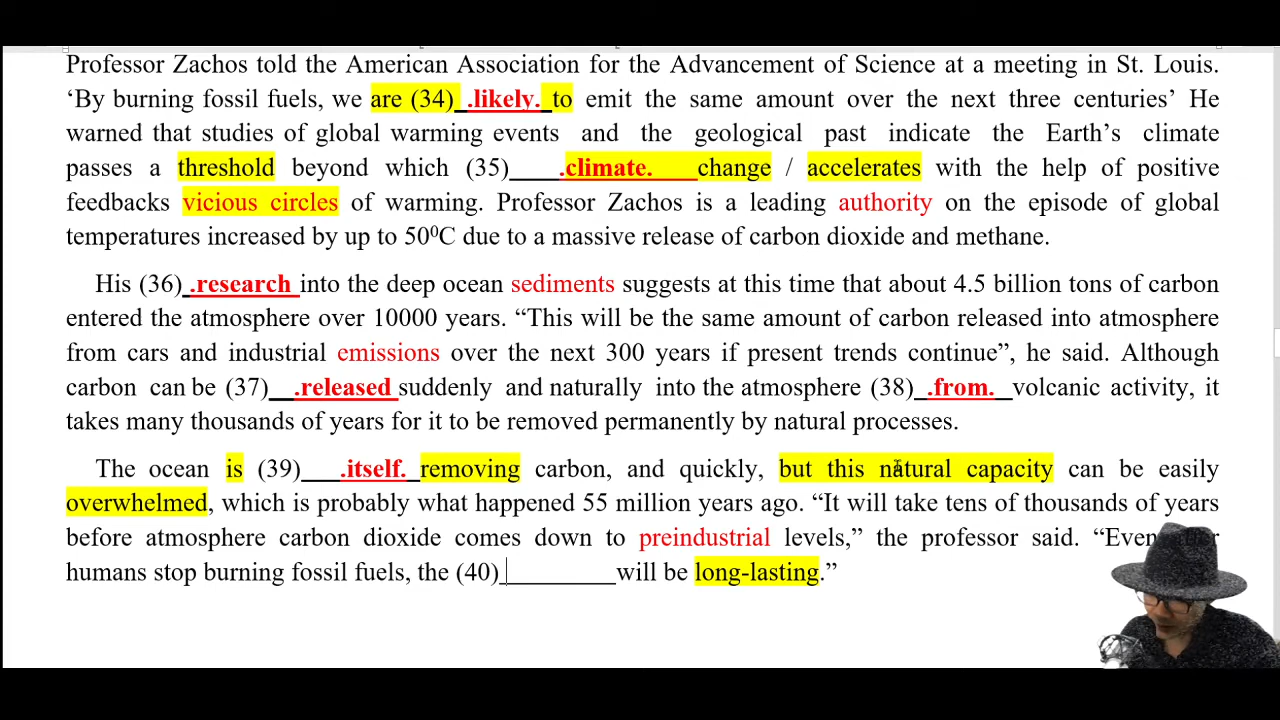 Professor Zachos told the American Association for the Advancement of Science at a meeting in St. Louis.
‘By burning fossil fuels, we are (34) .likely. to emit the same amount over the next three centuries’ He
warned that studies of global warming events and the geological past indicate the Earth’s climate
passes a threshold beyond which (35)____.climate.____change / accelerates with the help of positive
feedbacks vicious circles of warming. Professor Zachos is a leading authority on the episode of global
temperatures increased by up to 50⁰C due to a massive release of carbon dioxide and methane.
His (36)_.research_into the deep ocean sediments suggests at this time that about 4.5 billion tons of carbon
entered the atmosphere over 10000 years. “This will be the same amount of carbon released into atmosphere
from cars and industrial emissions over the next 300 years if present trends continue”, he said. Although
carbon can be (37)__.released_suddenly and naturally into the atmosphere (38)_.from.__volcanic activity, it
takes many thousands of years for it to be removed permanently by natural processes.
The ocean is (39)___.itself._removing carbon, and quickly, but this natural capacity can be easily
overwhelmed, which is probably what happened 55 million years ago. “It will take tens of thousands of years
before atmosphere carbon dioxide comes down to preindustrial levels,” the professor said.
humans stop burning fossil fuels, the (40)_________will be long-lasting.”